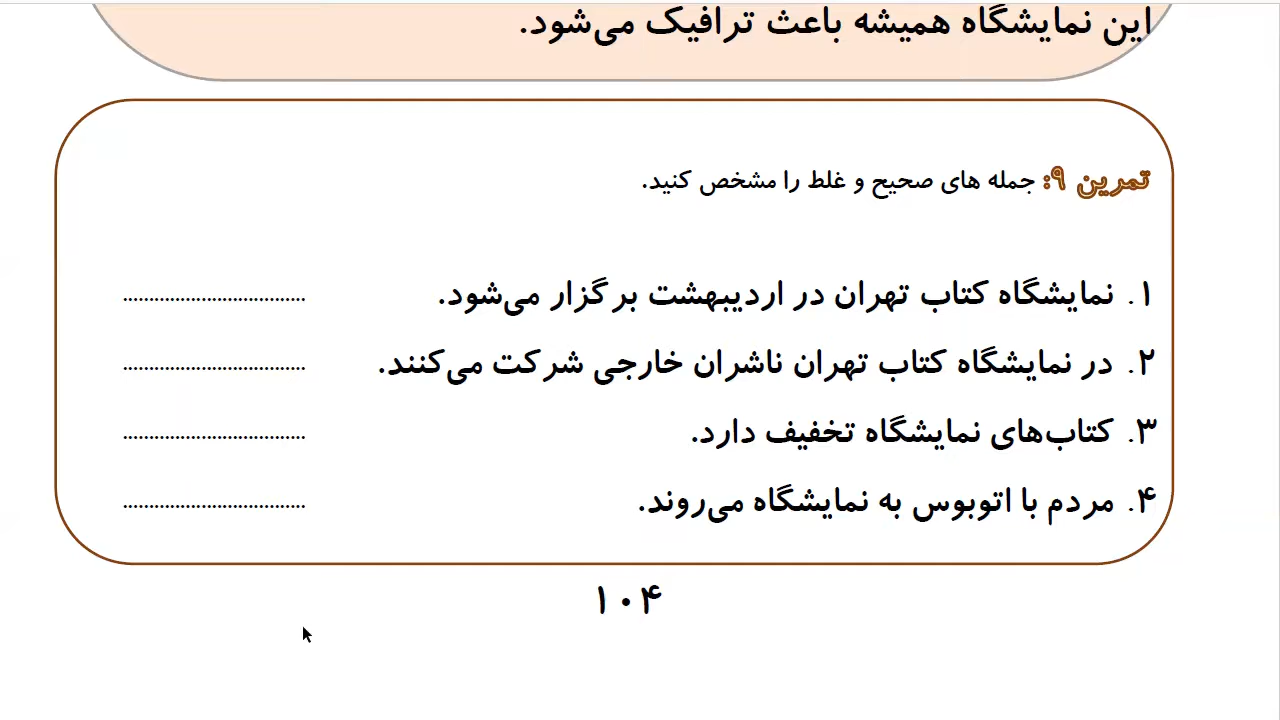 این نمایشگاه همیشه باعث ترافیک می‌شود.
تمرین ۹: جمله های صحیح و غلط را مشخص کنید.
۱. نمایشگاه کتاب تهران در اردیبهشت برگزار می‌شود. ...................................
۲. در نمایشگاه کتاب تهران ناشران خارجی شرکت می‌کنند. ...................................
۳. کتاب‌های نمایشگاه تخفیف دارد. ...................................
۴. مردم با اتوبوس به نمایشگاه می‌روند. ...................................
۱۰۴